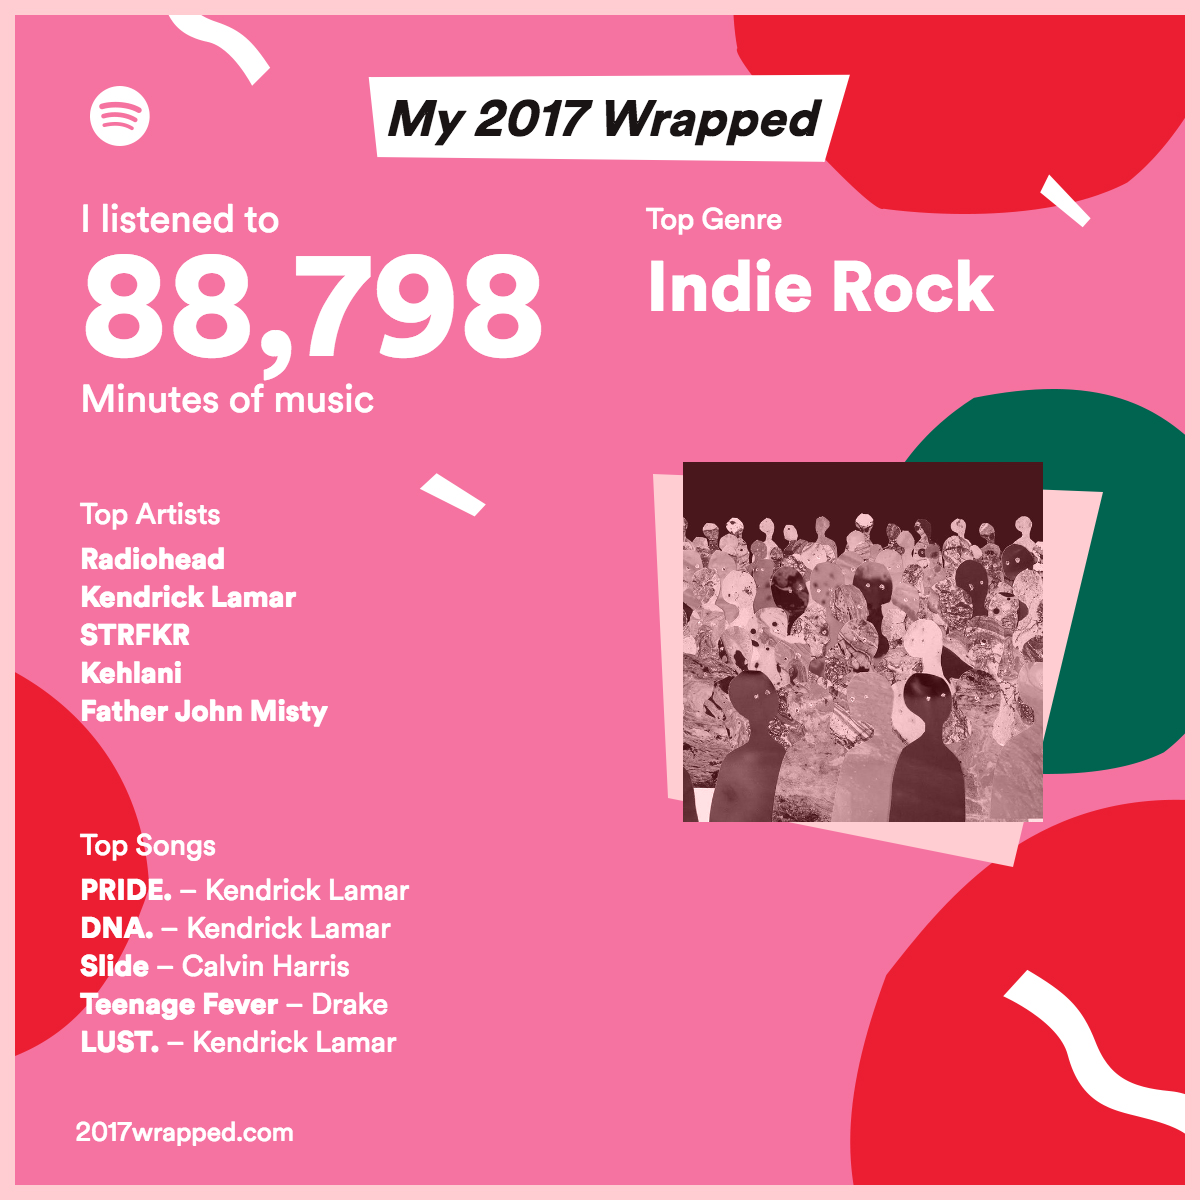 My 2017 Wrapped
I listened to
88,798
Minutes of music
Top Genre
Indie Rock
Top Artists
Radiohead
Kendrick Lamar
STRFKR
Kehlani
Father John Misty
Top Songs
PRIDE. – Kendrick Lamar
DNA. – Kendrick Lamar
Slide – Calvin Harris
Teenage Fever – Drake
LUST. – Kendrick Lamar
2017wrapped.com